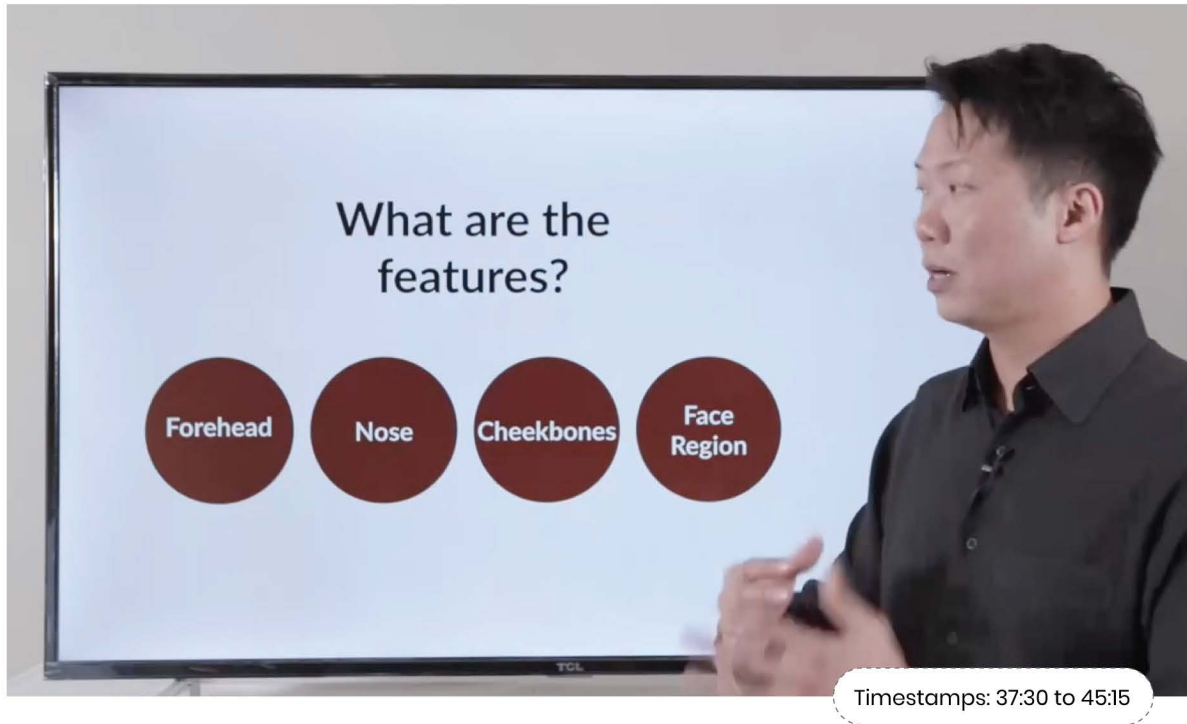 What are the
features?
Forehead
Nose
Cheekbones
Face
Region
TCL
Timestamps: 37:30 to 45:15